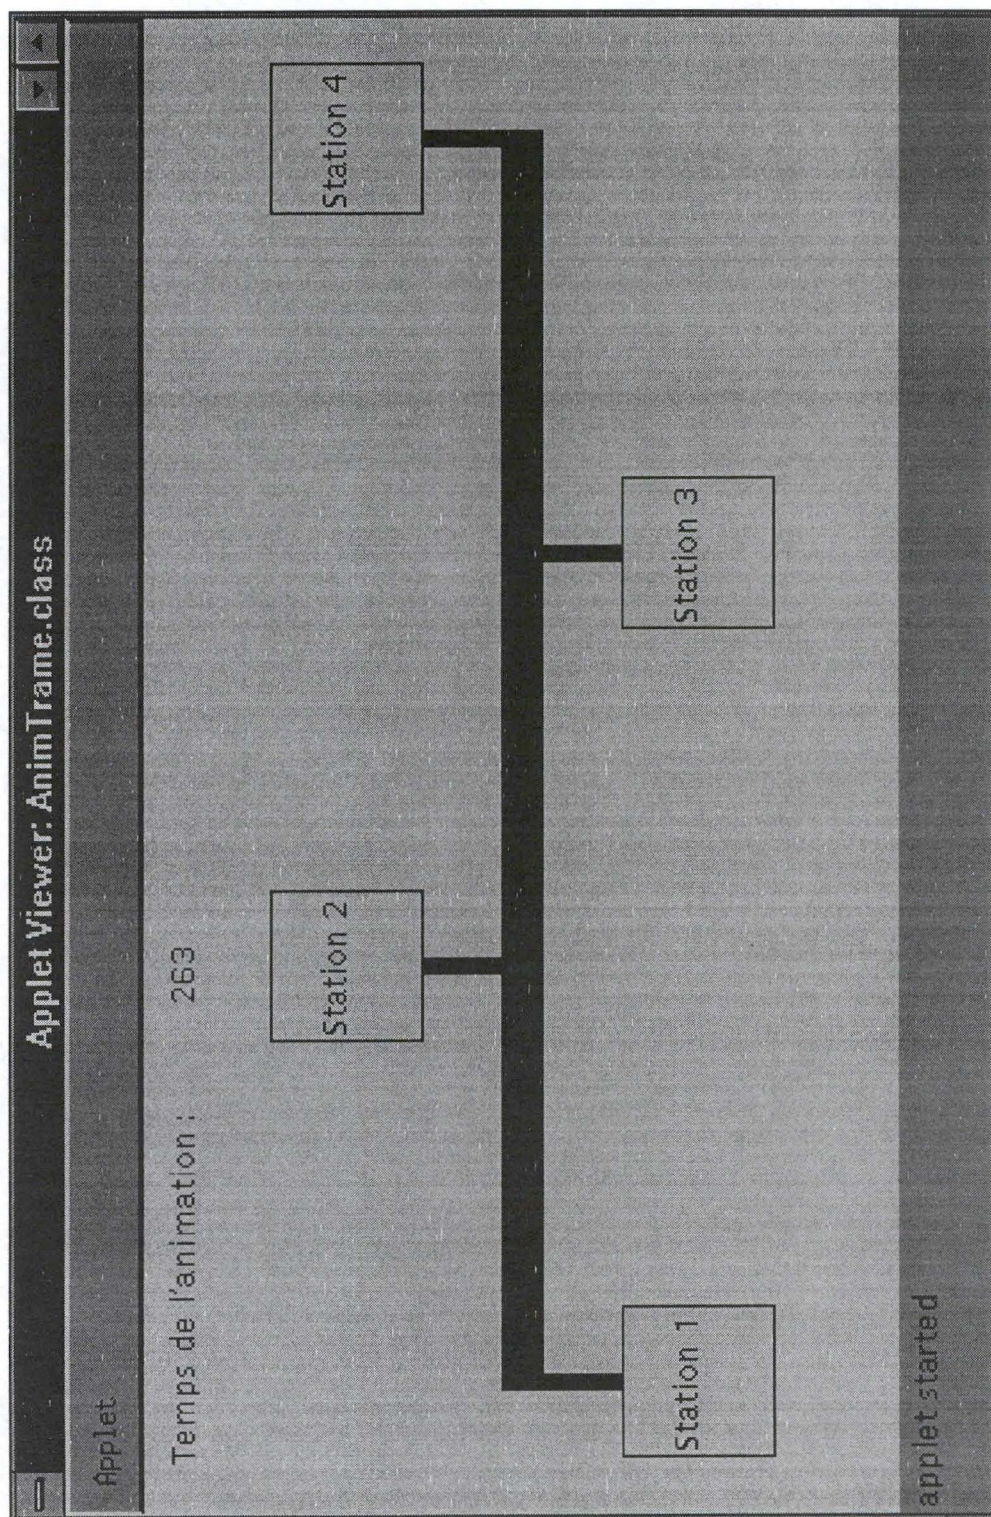 Applet Viewer: AnimTrame.class
Applet
Temps de l'animation : 263
Station 2
Station 4
Station 1
Station 3
applet started